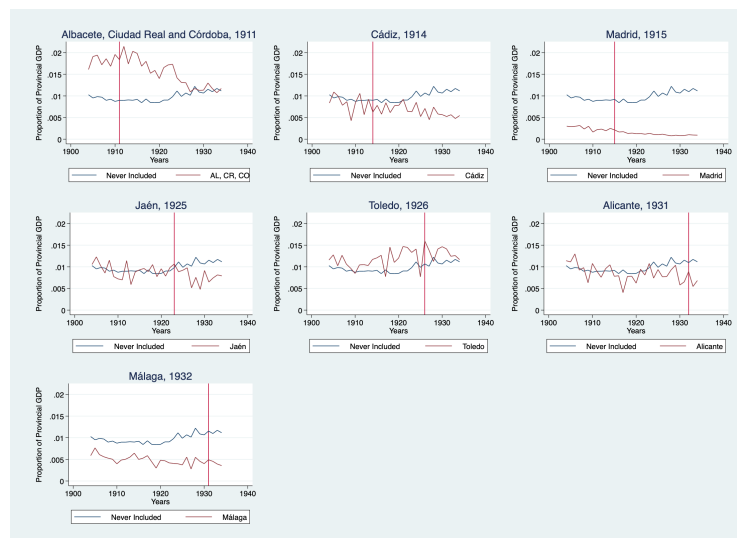 Albacete, Ciudad Real and Córdoba, 1911
Proportion of Provincial GDP
.02
.015
.01
.005
0
1900 1910 1920 1930 1940
Years
Never Included AL, CR, CO
Cádiz, 1914
Proportion of Provincial GDP
.02
.015
.01
.005
0
1900 1910 1920 1930 1940
Years
Never Included Cádiz
Madrid, 1915
Proportion of Provincial GDP
.02
.015
.01
.005
0
1900 1910 1920 1930 1940
Years
Never Included Madrid
Jaén, 1925
Proportion of Provincial GDP
.02
.015
.01
.005
0
1900 1910 1920 1930 1940
Years
Never Included Jaén
Toledo, 1926
Proportion of Provincial GDP
.02
.015
.01
.005
0
1900 1910 1920 1930 1940
Years
Never Included Toledo
Alicante, 1931
Proportion of Provincial GDP
.02
.015
.01
.005
0
1900 1910 1920 1930 1940
Years
Never Included Alicante
Málaga, 1932
Proportion of Provincial GDP
.02
.015
.01
.005
0
1900 1910 1920 1930 1940
Years
Never Included Málaga